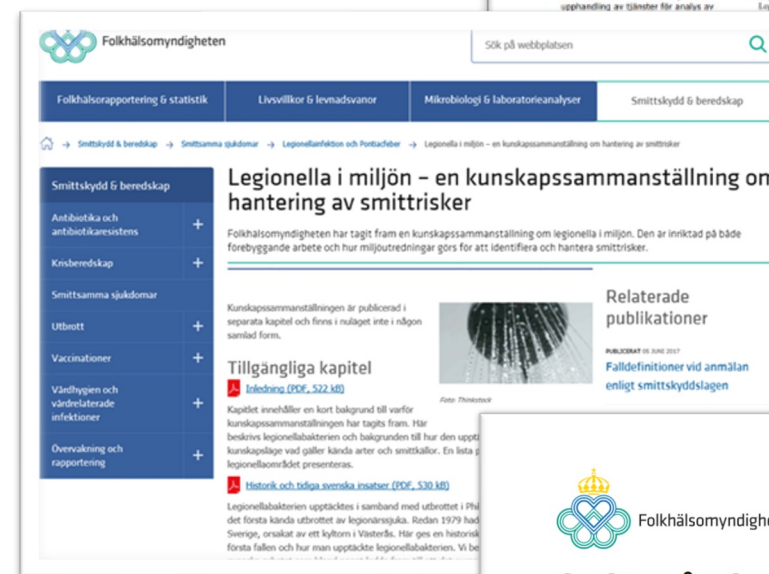 upphandling av tjänster för analys av
Folkhälsomyndigheten
Sök på webbplatsen
Folkhälsorapportering & statistik
Livsvillkor & levnadsvanor
Mikrobiologi & laboratorieanalyser
Smittskydd & beredskap
→ Smittskydd & beredskap → Smittsamma sjukdomar → Legionellainfektion och Pontiacfeber → Legionella i miljön – en kunskapssammanställning om hantering av smittrisker
Smittskydd & beredskap
Antibiotika och
antibiotikaresistens +
Krisberedskap +
Smittsamma sjukdomar
Utbrott +
Vaccinationer +
Vårdhygien och
vårdrelaterade
infektioner +
Övervakning och
rapportering +
Legionella i miljön – en kunskapssammanställning om
hantering av smittrisker
Folkhälsomyndigheten har tagit fram en kunskapssammanställning om legionella i miljön. Den är inriktad på både
förebyggande arbete och hur miljöutredningar görs för att identifiera och hantera smittrisker.
Kunskapssammanställningen är publicerad i
separata kapitel och finns i nuläget inte i någon
samlad form.
Tillgängliga kapitel
Inledning (PDF, 522 kB)
Kapitlet innehåller en kort bakgrund till varför
kunskapssammanställningen har tagits fram. Här
beskrivs legionellabakterien och bakgrunden till hur den
kunskapsläge vad gäller kända arter och smittkällor. En lista
legionellaområdet presenteras.
Historik och tidiga svenska insatser (PDF, 530 kB)
Legionellabakterien upptäcktes i samband med utbrottet i
det första kända utbrottet av legionärssjuka. Redan 1979 had
Sverige, orsakat av ett kyltorn i Västerås. Här ges en historisk
första fallen och hur man upptäckte legionellabakterien. Vi be
Foto: Thinkstock
Relaterade
publikationer
PUBLICERAT 05 JUNE 2017
Falldefinitioner vid anmälan
enligt smittskyddslagen
Folkhälsomyndighe